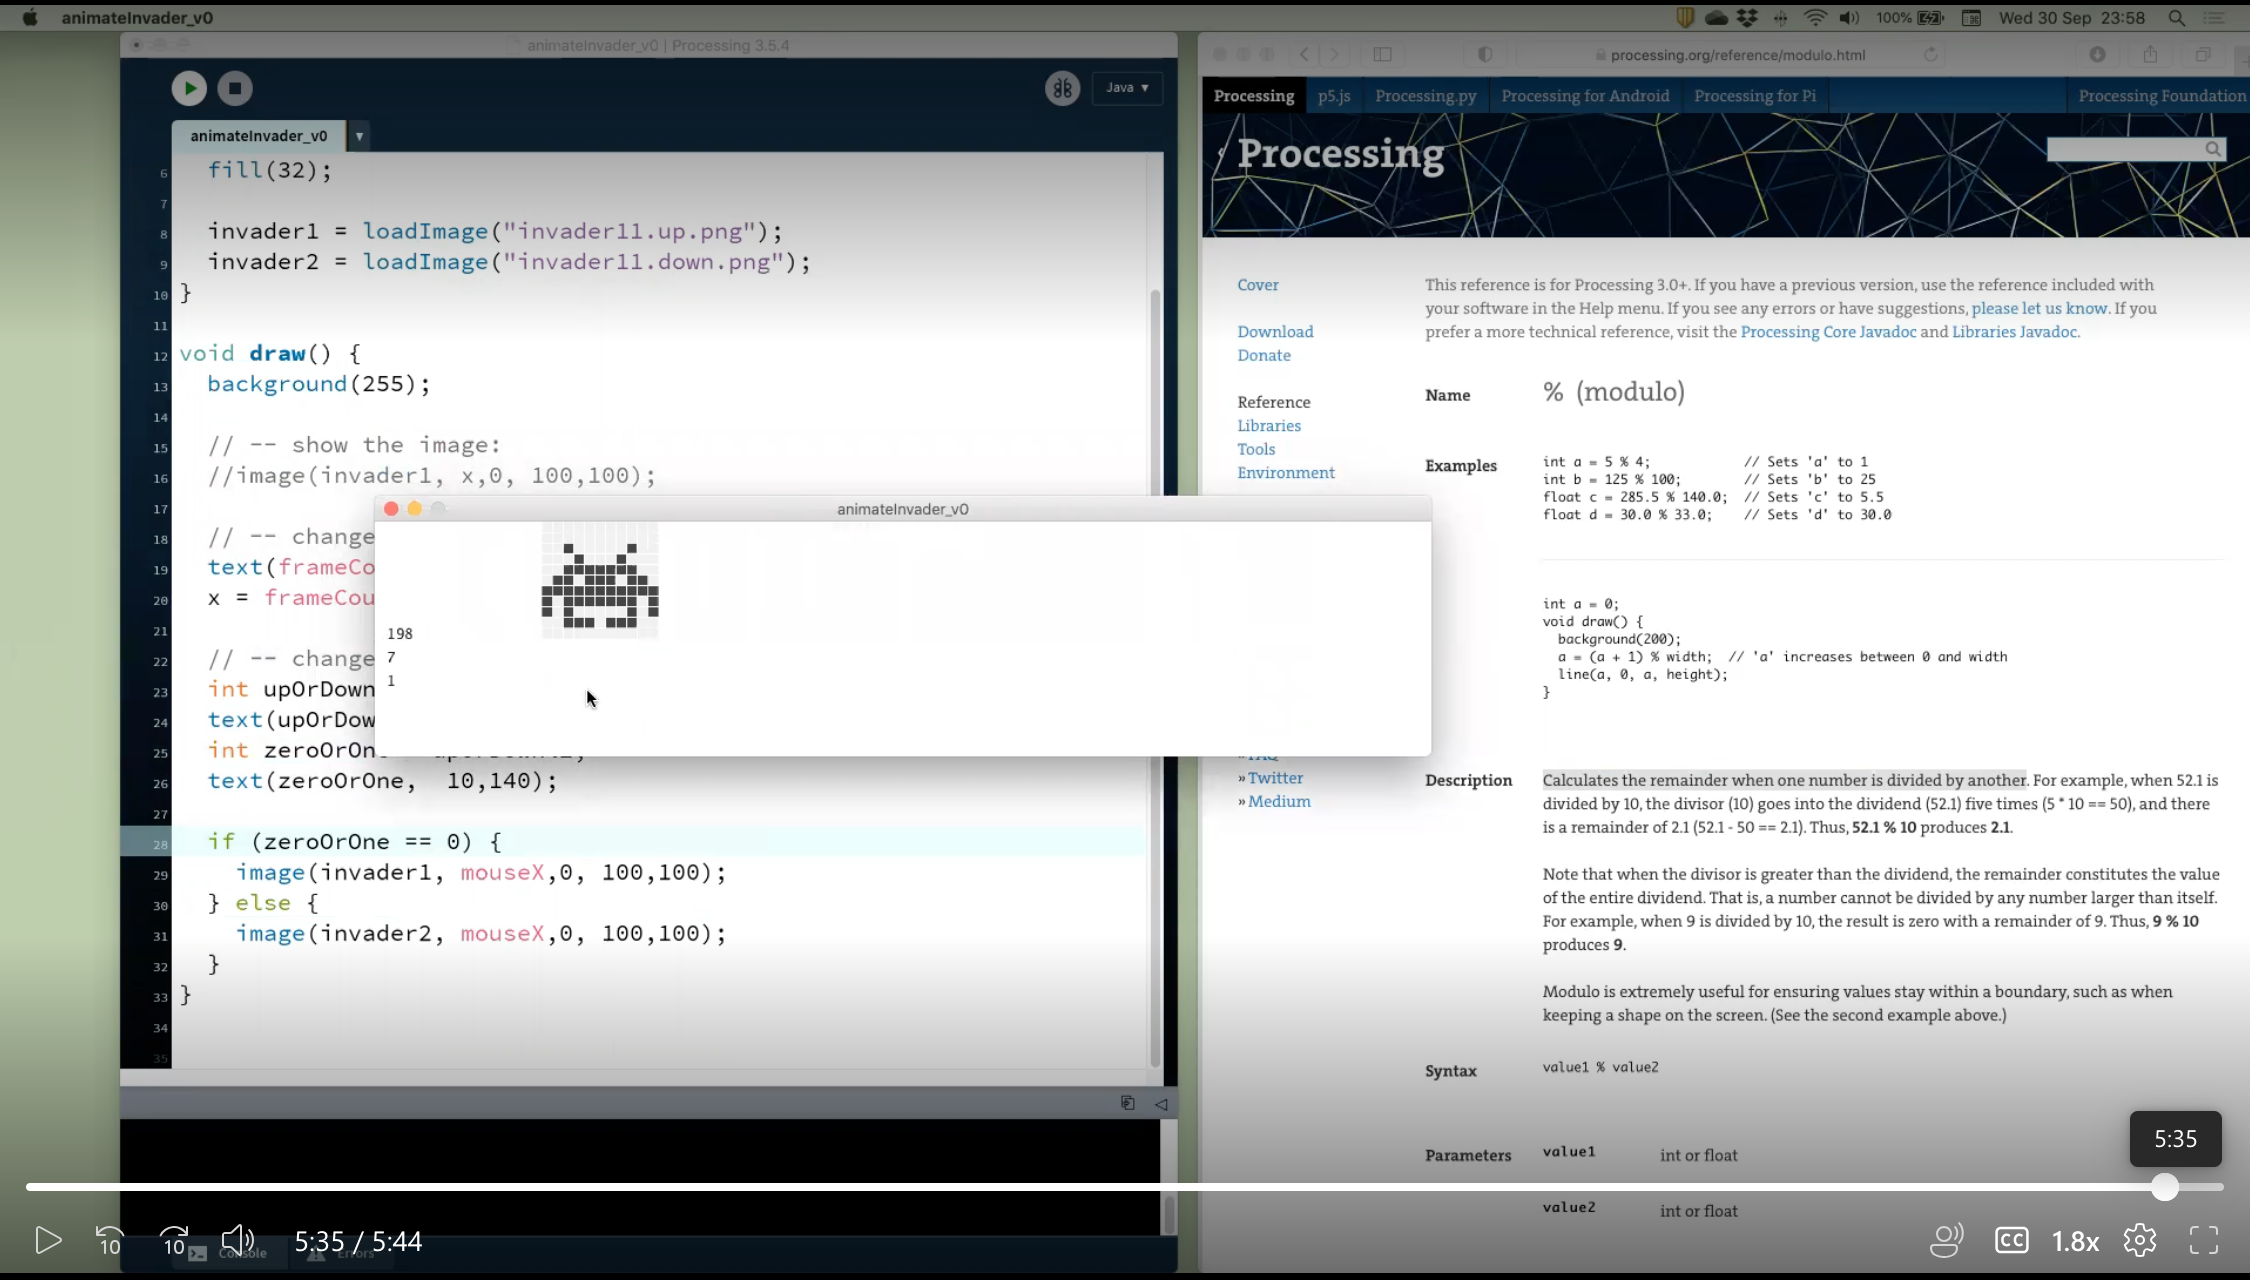 animateInvader_v0
100%
Wed 30 Sep 23:58
animateInvader_v0 | Processing 3.5.4
Java ▾
animateInvader_v0
6 fill(32);
7
8 invader1 = loadImage("invader11.up.png");
9 invader2 = loadImage("invader11.down.png");
10 }
11
12 void draw() {
13 background(255);
14
15 // -- show the image:
16 //image(invader1, x,0, 100,100);
17
18 // -- change
19 text(frameCo
20 x = frameCou
21
22 // -- change
23 int upOrDown
24 text(upOrDow
25 int zeroOrOn
26 text(zeroOrOne, 10,140);
27
28 if (zeroOrOne == 0) {
29 image(invader1, mouseX,0, 100,100);
30 } else {
31 image(invader2, mouseX,0, 100,100);
32 }
33 }
34
35
animateInvader_v0
198
7
1
processing.org/reference/modulo.html
Processing
p5.js
Processing.py
Processing for Android
Processing for Pi
Processing Foundation
Processing
Cover
Download
Donate
Reference
Libraries
Tools
Environment
» FAQ
» Twitter
» Medium
This reference is for Processing 3.0+. If you have a previous version, use the reference included with
your software in the Help menu. If you see any errors or have suggestions, please let us know. If you
prefer a more technical reference, visit the Processing Core Javadoc and Libraries Javadoc.
Name % (modulo)
Examples
int a = 5 % 4; // Sets 'a' to 1
int b = 125 % 100; // Sets 'b' to 25
float c = 285.5 % 140.0; // Sets 'c' to 5.5
float d = 30.0 % 33.0; // Sets 'd' to 30.0
int a = 0;
void draw() {
background(200);
a = (a + 1) % width; // 'a' increases between 0 and width
line(a, 0, a, height);
}
Description Calculates the remainder when one number is divided by another. For example, when 52.1 is
divided by 10, the divisor (10) goes into the dividend (52.1) five times (5 * 10 == 50), and there
is a remainder of 2.1 (52.1 - 50 == 2.1). Thus, 52.1 % 10 produces 2.1.
Note that when the divisor is greater than the dividend, the remainder constitutes the value
of the entire dividend. That is, a number cannot be divided by any number larger than itself.
For example, when 9 is divided by 10, the result is zero with a remainder of 9. Thus, 9 % 10
produces 9.
Modulo is extremely useful for ensuring values stay within a boundary, such as when
keeping a shape on the screen. (See the second example above.)
Syntax value1 % value2
Parameters value1 int or float
value2 int or float
5:35
10
10
5:35 / 5:44
Console
Errors
CC
1.8x